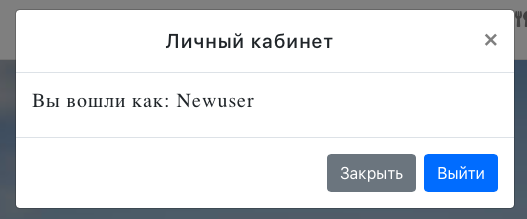 Личный кабинет
×
Вы вошли как: Newuser
Закрыть
Выйти